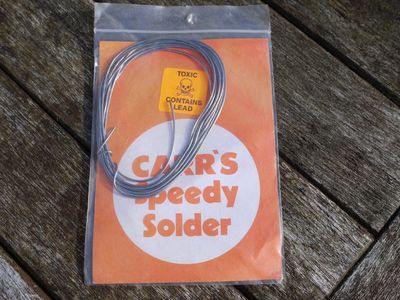 TOXIC
CONTAINS
LEAD
CARR'S
Speedy
Solder